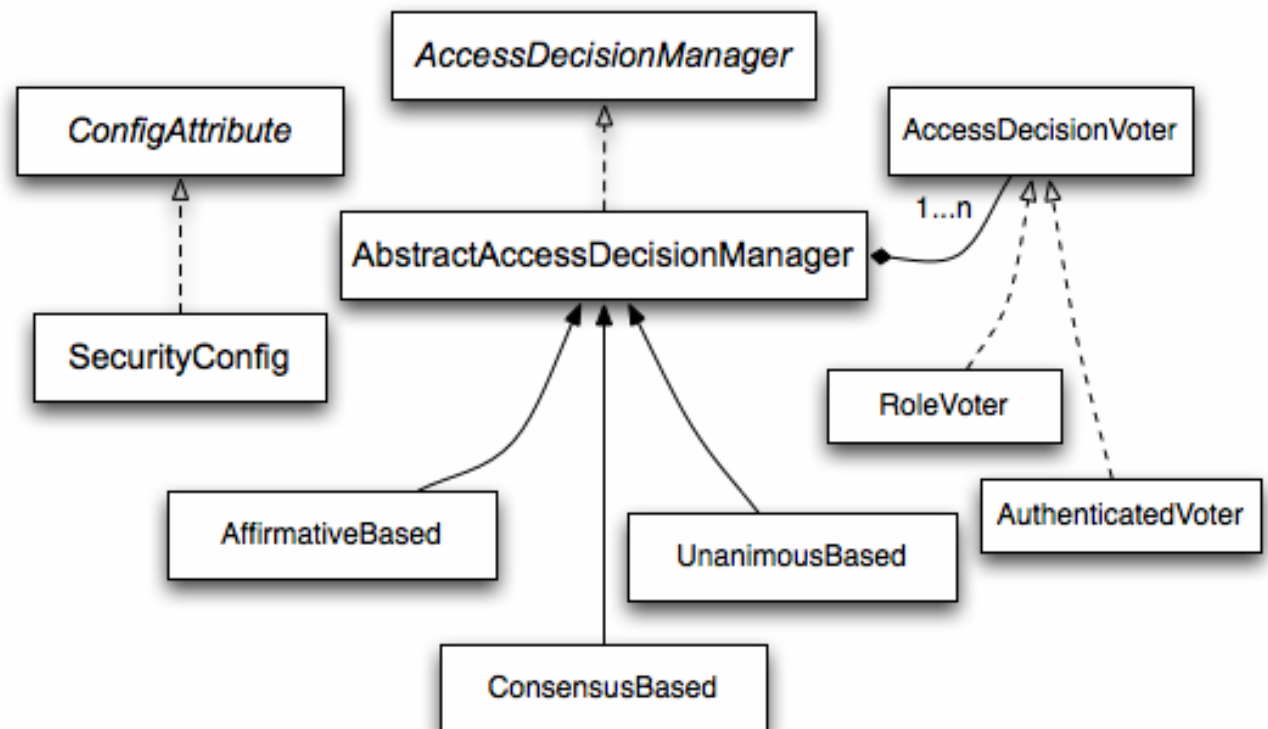 AccessDecisionManager
ConfigAttribute
AccessDecisionVoter
1...n
AbstractAccessDecisionManager
SecurityConfig
RoleVoter
AffirmativeBased
UnanimousBased
AuthenticatedVoter
ConsensusBased